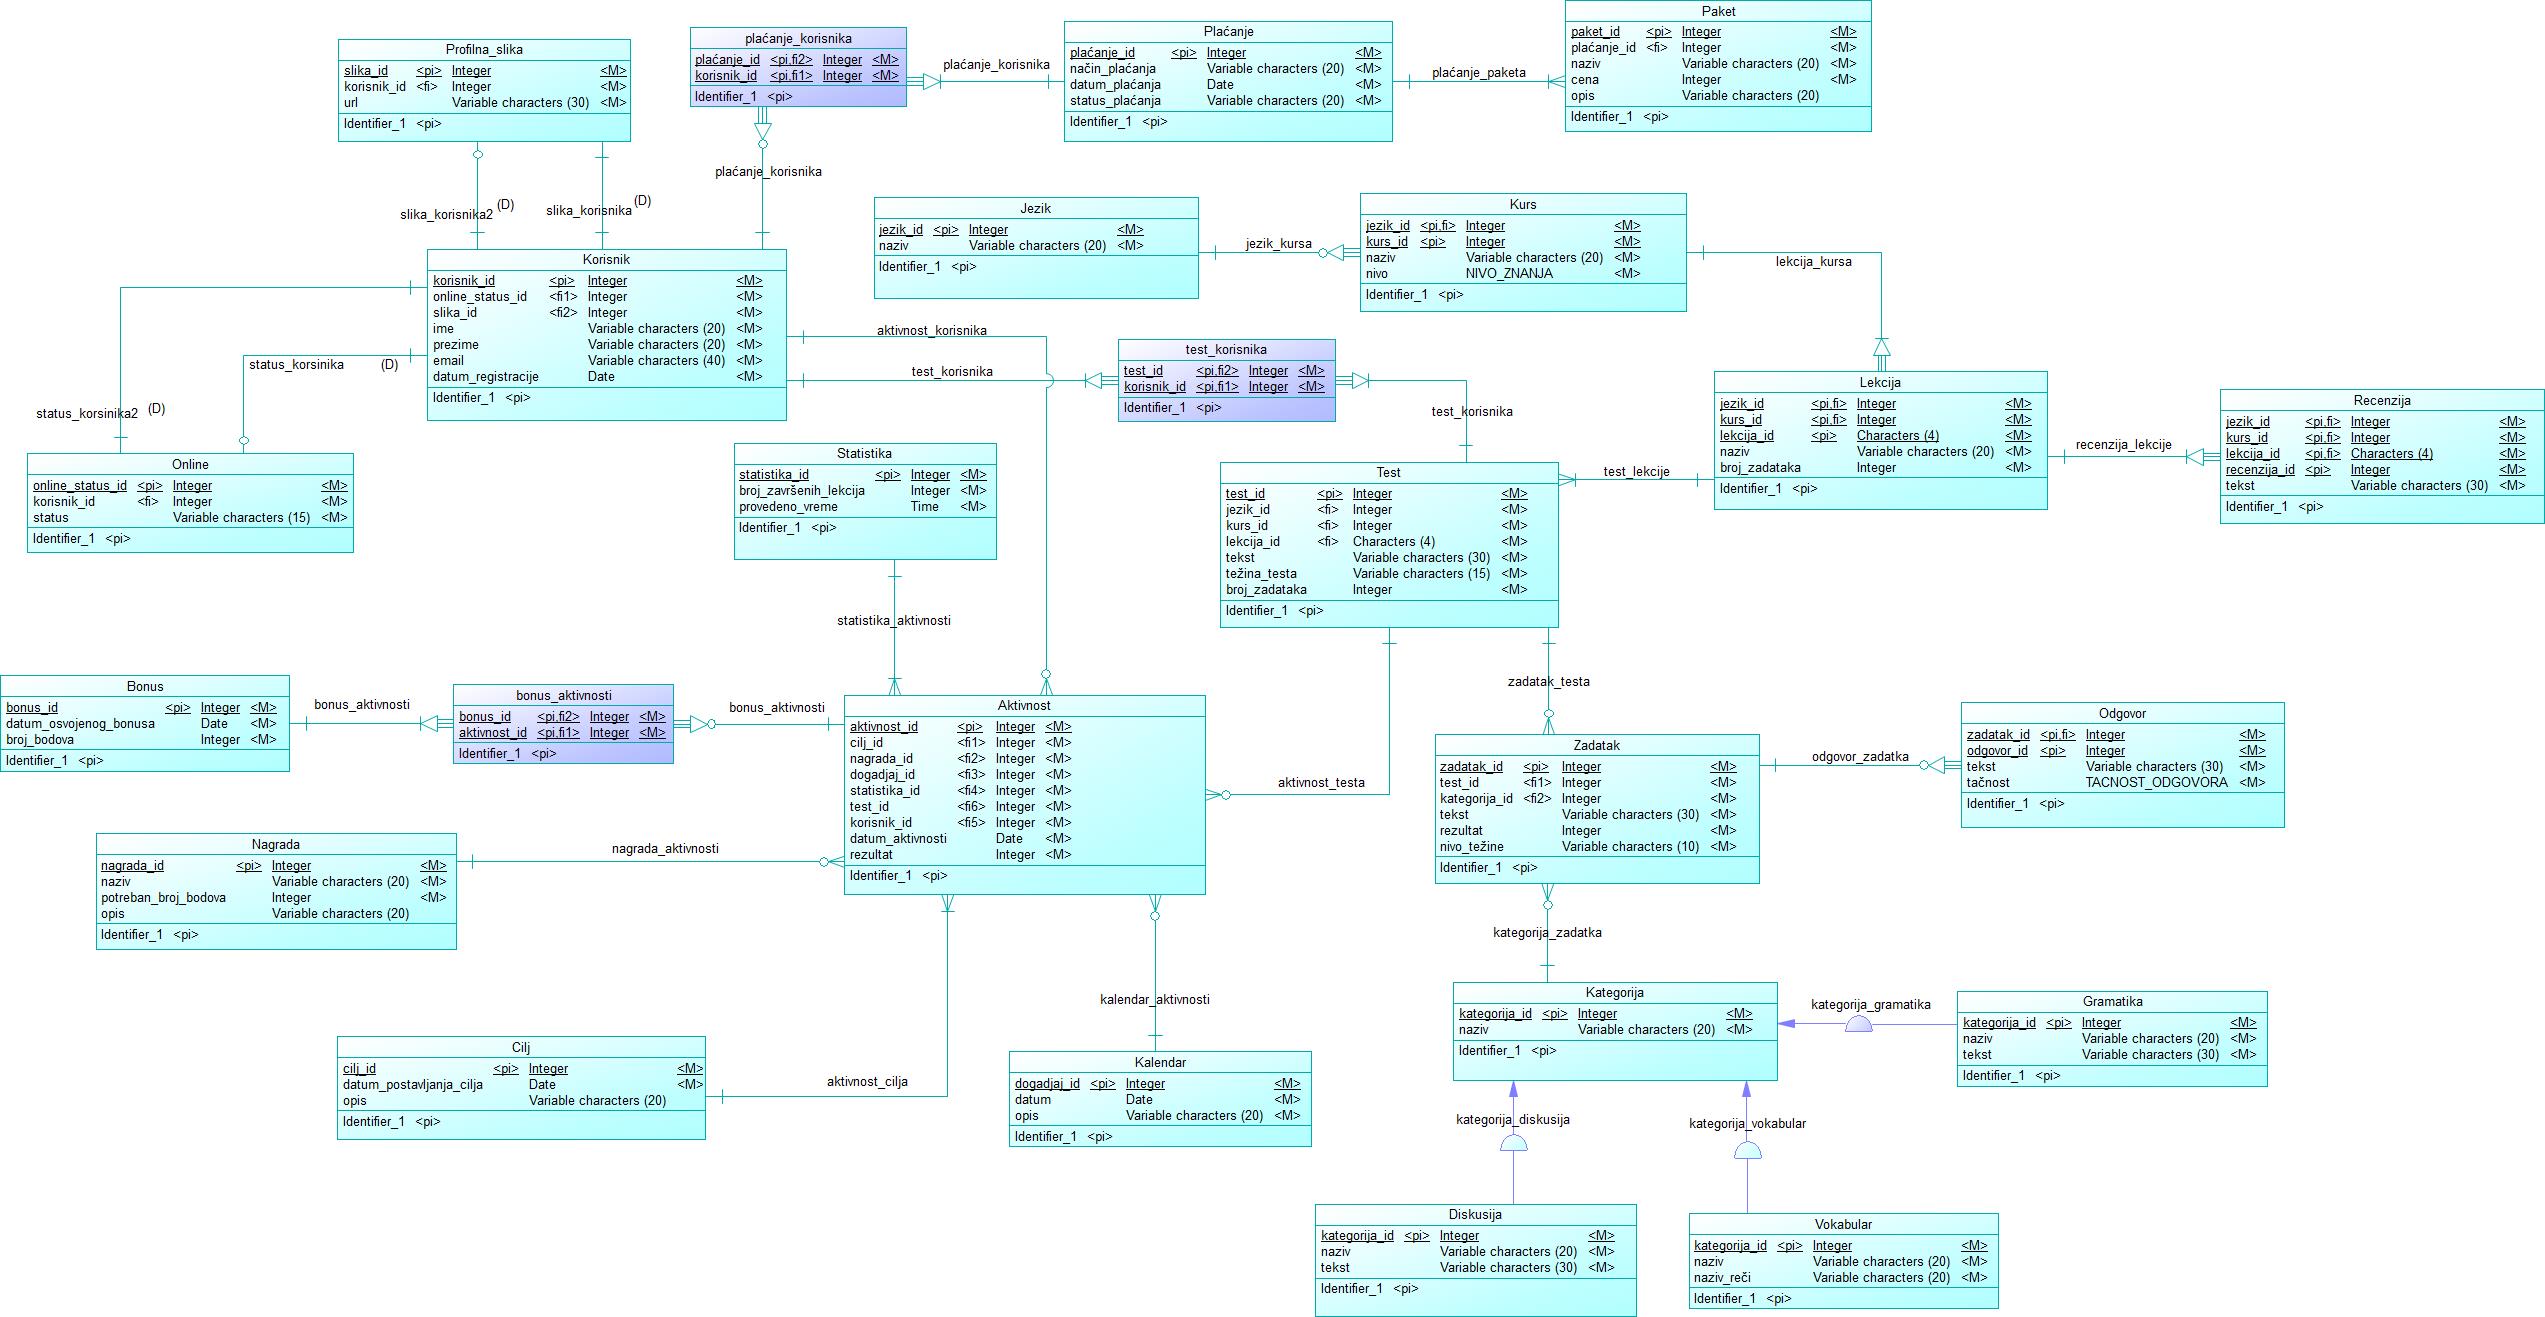 Profilna_slika
slika_id <pi> Integer <M>
korisnik_id <fi> Integer <M>
url Variable characters (30) <M>
Identifier_1 <pi>
plaćanje_korisnika
plaćanje_id <pi,fi2> Integer <M>
korisnik_id <pi,fi1> Integer <M>
Identifier_1 <pi>
plaćanje_korisnika
Plaćanje
plaćanje_id <pi> Integer <M>
način_plaćanja Variable characters (20) <M>
datum_plaćanja Date <M>
status_plaćanja Variable characters (20) <M>
Identifier_1 <pi>
plaćanje_paketa
Paket
paket_id <pi> Integer <M>
plaćanje_id <fi> Integer <M>
naziv Variable characters (20) <M>
cena Integer <M>
opis Variable characters (20)
Identifier_1 <pi>
slika_korisnika2 (D)
slika_korisnika (D)
plaćanje_korisnika
Korisnik
korisnik_id <pi> Integer <M>
online_status_id <fi1> Integer <M>
slika_id <fi2> Integer <M>
ime Variable characters (20) <M>
prezime Variable characters (20) <M>
email Variable characters (40) <M>
datum_registracije Date <M>
Identifier_1 <pi>
Jezik
jezik_id <pi> Integer <M>
naziv Variable characters (20) <M>
Identifier_1 <pi>
jezik_kursa
Kurs
jezik_id <pi,fi> Integer <M>
kurs_id <pi> Integer <M>
naziv Variable characters (20) <M>
nivo NIVO_ZNANJA <M>
Identifier_1 <pi>
lekcija_kursa
status_korsinika (D)
status_korsinika2 (D)
aktivnost_korisnika
test_korisnika
test_korisnika
test_id <pi,fi2> Integer <M>
korisnik_id <pi,fi1> Integer <M>
Identifier_1 <pi>
test_korisnika
Lekcija
jezik_id <pi,fi> Integer <M>
kurs_id <pi,fi> Integer <M>
lekcija_id <pi> Characters (4) <M>
naziv Variable characters (20) <M>
broj_zadataka Integer <M>
Identifier_1 <pi>
recenzija_lekcije
Recenzija
jezik_id <pi,fi> Integer <M>
kurs_id <pi,fi> Integer <M>
lekcija_id <pi,fi> Characters (4) <M>
recenzija_id <pi> Integer <M>
tekst Variable characters (30) <M>
Identifier_1 <pi>
Online
online_status_id <pi> Integer <M>
korisnik_id <fi> Integer <M>
status Variable characters (15) <M>
Identifier_1 <pi>
Statistika
statistika_id <pi> Integer <M>
broj_završenih_lekcija Integer <M>
provedeno_vreme Time <M>
Identifier_1 <pi>
statistika_aktivnosti
Test
test_id <pi> Integer <M>
jezik_id <fi> Integer <M>
kurs_id <fi> Integer <M>
lekcija_id <fi> Characters (4) <M>
tekst Variable characters (30) <M>
težina_testa Variable characters (15) <M>
broj_zadataka Integer <M>
Identifier_1 <pi>
test_lekcije
zadatak_testa
Bonus
bonus_id <pi> Integer <M>
datum_osvojenog_bonusa Date <M>
broj_bodova Integer <M>
Identifier_1 <pi>
bonus_aktivnosti
bonus_aktivnosti
bonus_id <pi,fi2> Integer <M>
aktivnost_id <pi,fi1> Integer <M>
Identifier_1 <pi>
bonus_aktivnosti
Aktivnost
aktivnost_id <pi> Integer <M>
cilj_id <fi1> Integer <M>
nagrada_id <fi2> Integer <M>
dogadjaj_id <fi3> Integer <M>
statistika_id <fi4> Integer <M>
test_id <fi6> Integer <M>
korisnik_id <fi5> Integer <M>
datum_aktivnosti Date <M>
rezultat Integer <M>
Identifier_1 <pi>
aktivnost_testa
Zadatak
zadatak_id <pi> Integer <M>
test_id <fi1> Integer <M>
kategorija_id <fi2> Integer <M>
tekst Variable characters (30) <M>
rezultat Integer <M>
nivo_težine Variable characters (10) <M>
Identifier_1 <pi>
odgovor_zadatka
Odgovor
zadatak_id <pi,fi> Integer <M>
odgovor_id <pi> Integer <M>
tekst Variable characters (30) <M>
tačnost TACNOST_ODGOVORA <M>
Identifier_1 <pi>
Nagrada
nagrada_id <pi> Integer <M>
naziv Variable characters (20) <M>
potreban_broj_bodova Integer <M>
opis Variable characters (20)
Identifier_1 <pi>
nagrada_aktivnosti
kategorija_zadatka
kalendar_aktivnosti
Kategorija
kategorija_id <pi> Integer <M>
naziv Variable characters (20) <M>
Identifier_1 <pi>
kategorija_gramatika
Gramatika
kategorija_id <pi> Integer <M>
naziv Variable characters (20) <M>
tekst Variable characters (30) <M>
Identifier_1 <pi>
Cilj
cilj_id <pi> Integer <M>
datum_postavljanja_cilja Date <M>
opis Variable characters (20)
Identifier_1 <pi>
aktivnost_cilja
Kalendar
dogadjaj_id <pi> Integer <M>
datum Date <M>
opis Variable characters (20) <M>
Identifier_1 <pi>
kategorija_diskusija
kategorija_vokabular
Diskusija
kategorija_id <pi> Integer <M>
naziv Variable characters (20) <M>
tekst Variable characters (30) <M>
Identifier_1 <pi>
Vokabular
kategorija_id <pi> Integer <M>
naziv Variable characters (20) <M>
naziv_reči Variable characters (20) <M>
Identifier_1 <pi>